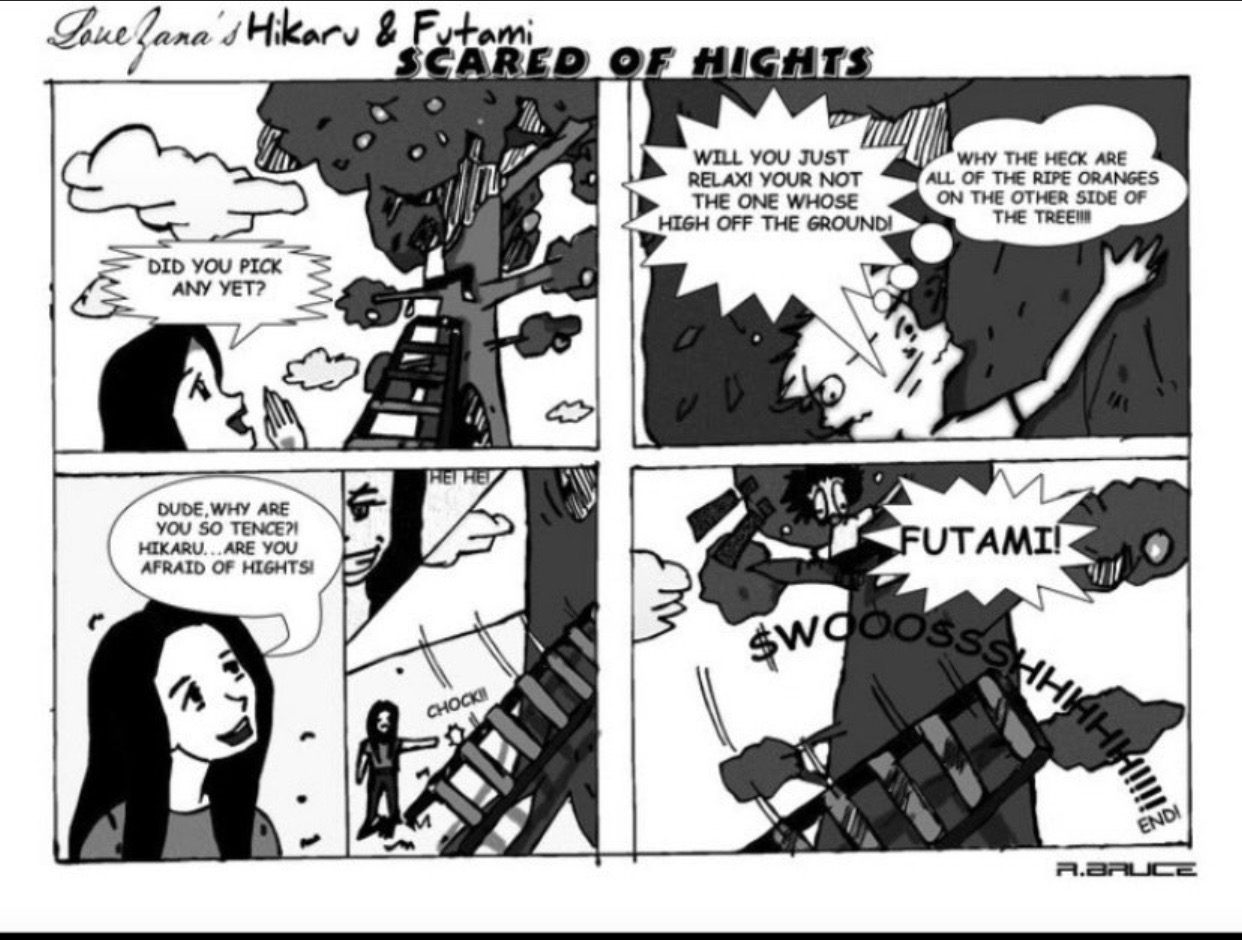 LoveZana's Hikaru & Futami
SCARED OF HIGHTS
DID YOU PICK
ANY YET?
WILL YOU JUST
RELAX! YOUR NOT
THE ONE WHOSE
HIGH OFF THE GROUND!
WHY THE HECK ARE
ALL OF THE RIPE ORANGES
ON THE OTHER SIDE OF
THE TREE!!!!
DUDE,WHY ARE
YOU SO TENCE?!
HIKARU...ARE YOU
AFRAID OF HIGHTS!
HE! HE!
CHOCK!!
FUTAMI!
$WOOO$SSHHHHHH!!!!!
END!
R.BRUCE